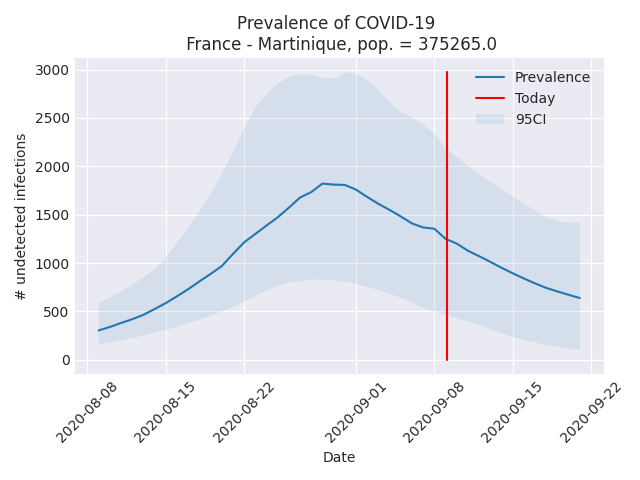 Prevalence of COVID-19
France - Martinique, pop. = 375265.0
3000
2500
2000
1500
1000
500
0
# undetected infections
Prevalence
Today
95CI
2020-08-08
2020-08-15
2020-08-22
2020-09-01
2020-09-08
2020-09-15
2020-09-22
Date